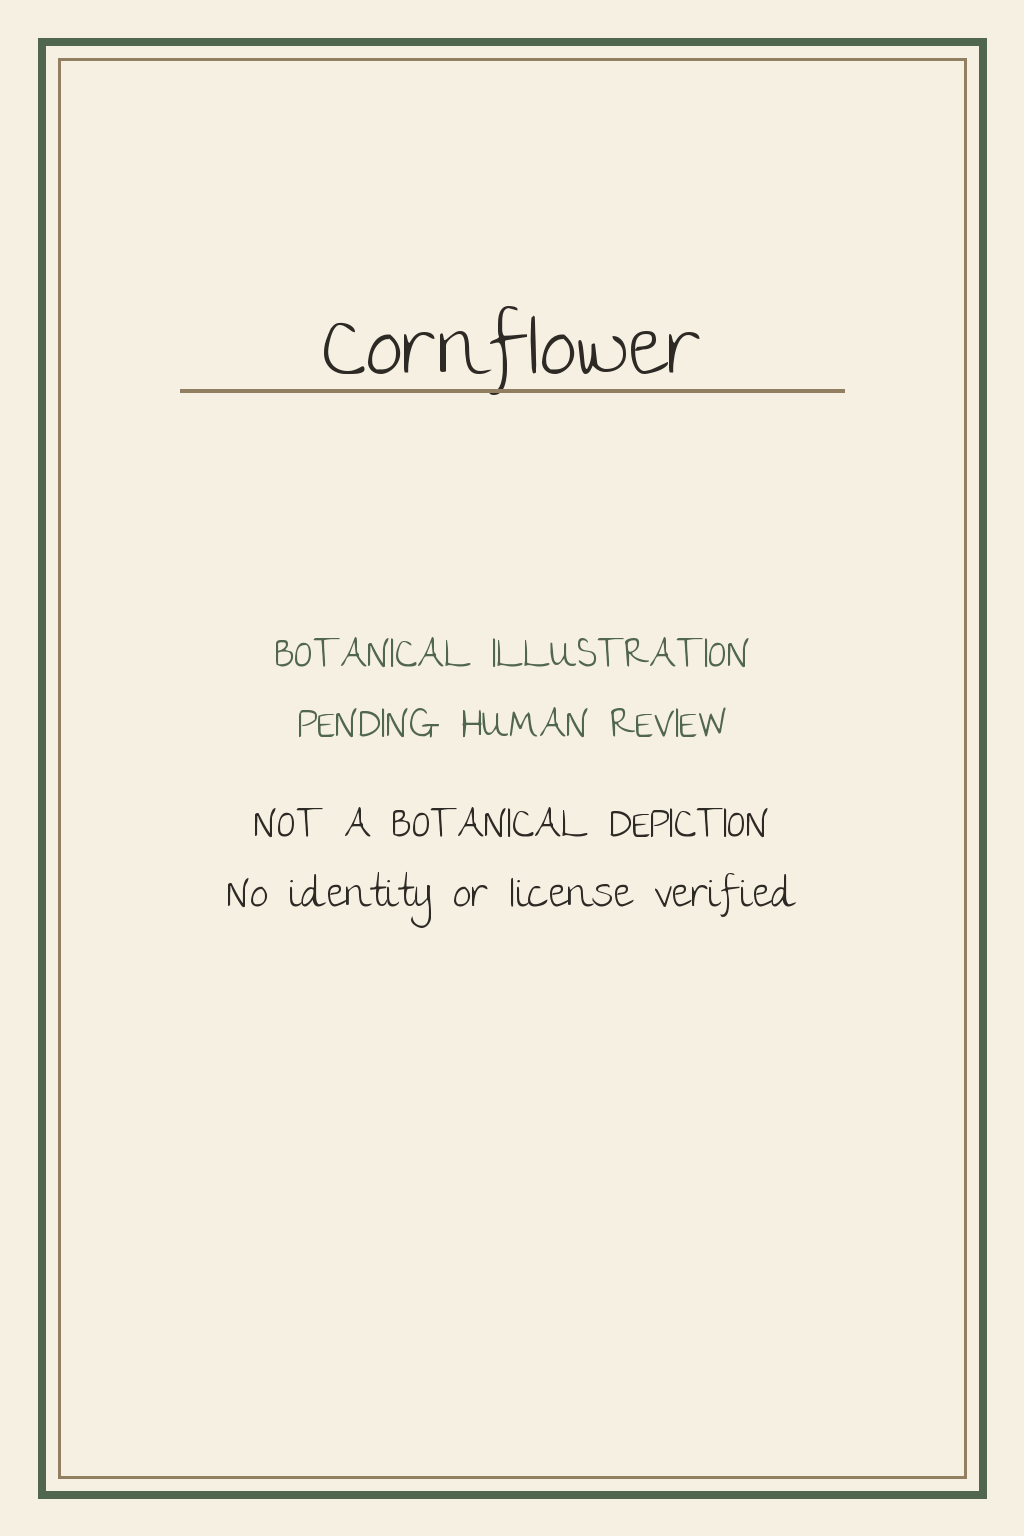 Cornflower
BOTANICAL ILLUSTRATION
PENDING HUMAN REVIEW
NOT A BOTANICAL DEPICTION
No identity or license verified